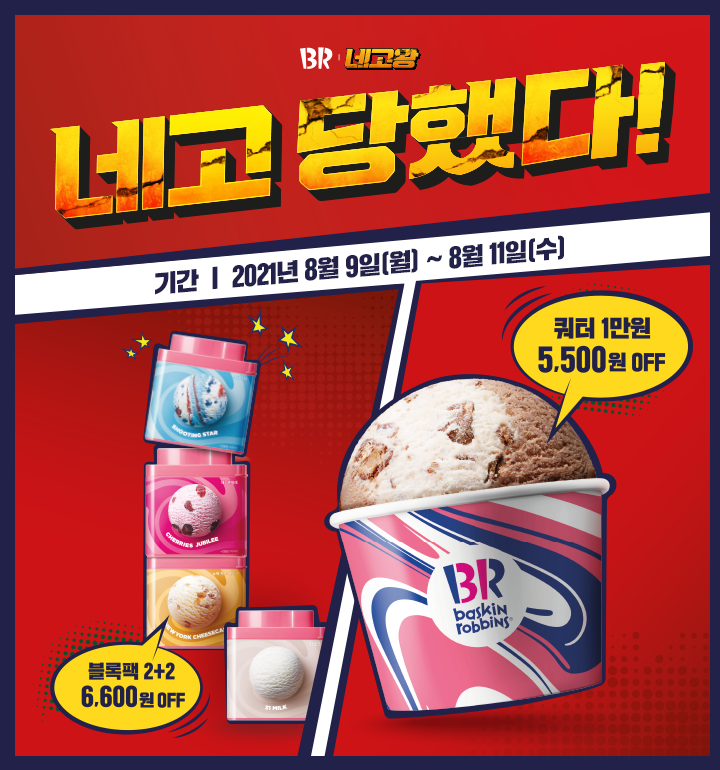 BR 네고왕
네고 당했다!
기간 | 2021년 8월 9일(월) ~ 8월 11일(수)
쿼터 1만원
5,500원 OFF
SHOOTING STAR
CHERRIES JUBILEE
NEW YORK CHEESECA
31 MILK
블록팩 2+2
6,600원 OFF
BR
baskin
robbins